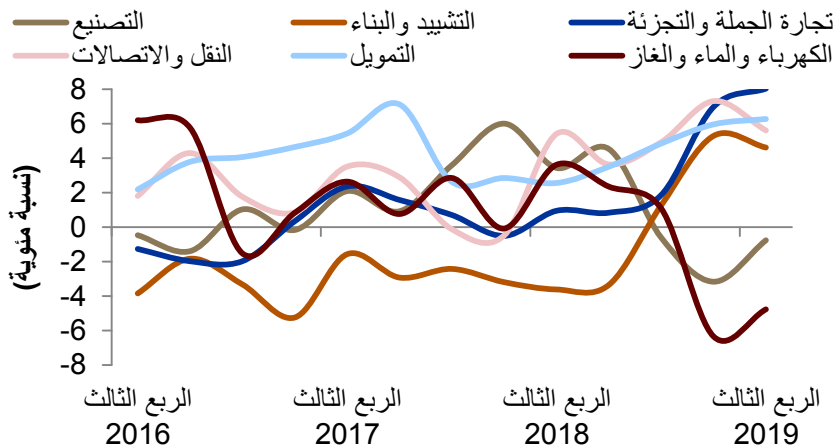 التصنيع
التشييد والبناء
تجارة الجملة والتجزئة
النقل والاتصالات
التمويل
الكهرباء والماء والغاز
(نسبة مئوية)
8
6
4
2
0
-2
-4
-6
-8
الربع الثالث
2016
الربع الثالث
2017
الربع الثالث
2018
الربع الثالث
2019